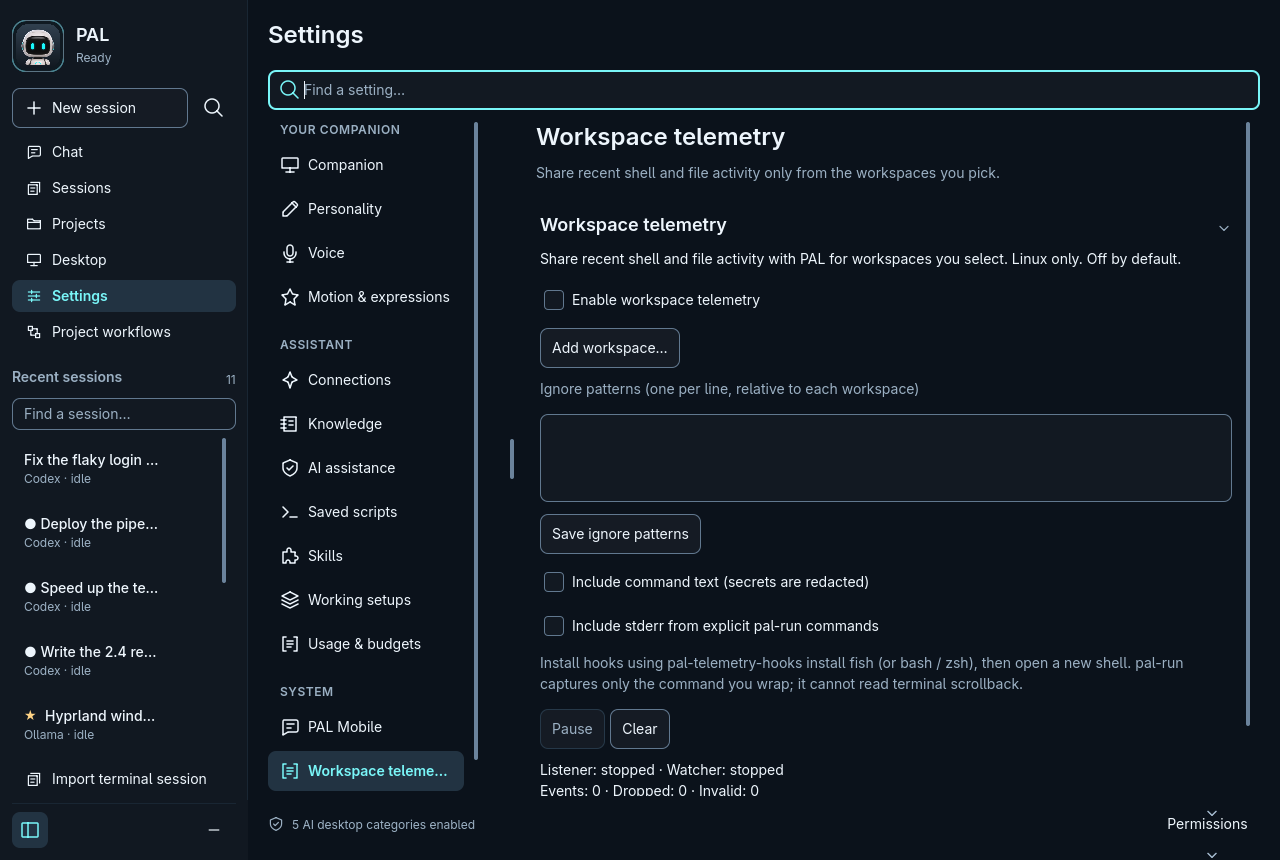 PAL
Ready
New session
Chat
Sessions
Projects
Desktop
Settings
Project workflows
Recent sessions 11
Find a session...
Fix the flaky login ...
Codex · idle
Deploy the pipe...
Codex · idle
Speed up the te...
Codex · idle
Write the 2.4 re...
Codex · idle
★ Hyprland wind...
Ollama · idle
Import terminal session
Settings
Find a setting...
YOUR COMPANION
Companion
Personality
Voice
Motion & expressions
ASSISTANT
Connections
Knowledge
AI assistance
Saved scripts
Skills
Working setups
Usage & budgets
SYSTEM
PAL Mobile
Workspace teleme...
Workspace telemetry
Share recent shell and file activity only from the workspaces you pick.
Workspace telemetry
Share recent shell and file activity with PAL for workspaces you select. Linux only. Off by default.
Enable workspace telemetry
Add workspace...
Ignore patterns (one per line, relative to each workspace)
Save ignore patterns
Include command text (secrets are redacted)
Include stderr from explicit pal-run commands
Install hooks using pal-telemetry-hooks install fish (or bash / zsh), then open a new shell. pal-run
captures only the command you wrap; it cannot read terminal scrollback.
Pause Clear
Listener: stopped · Watcher: stopped
Events: 0 · Dropped: 0 · Invalid: 0
5 AI desktop categories enabled
Permissions